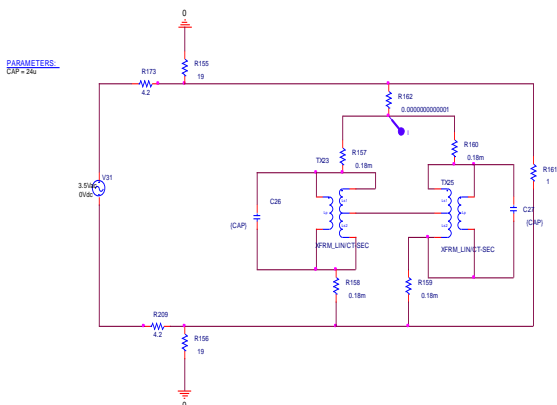 0
PARAMETERS:
CAP = 24u
R173
4.2
R155
19
R162
0.0000000000001
I
R157
0.18m
R160
0.18m
R161
1
TX23
TX25
V31
3.5Vac
0Vdc
C26
(CAP)
C27
(CAP)
XFRM_LIN/CT-SEC
XFRM_LIN/CT-SEC
R158
0.18m
R159
0.18m
R209
4.2
R156
19
0